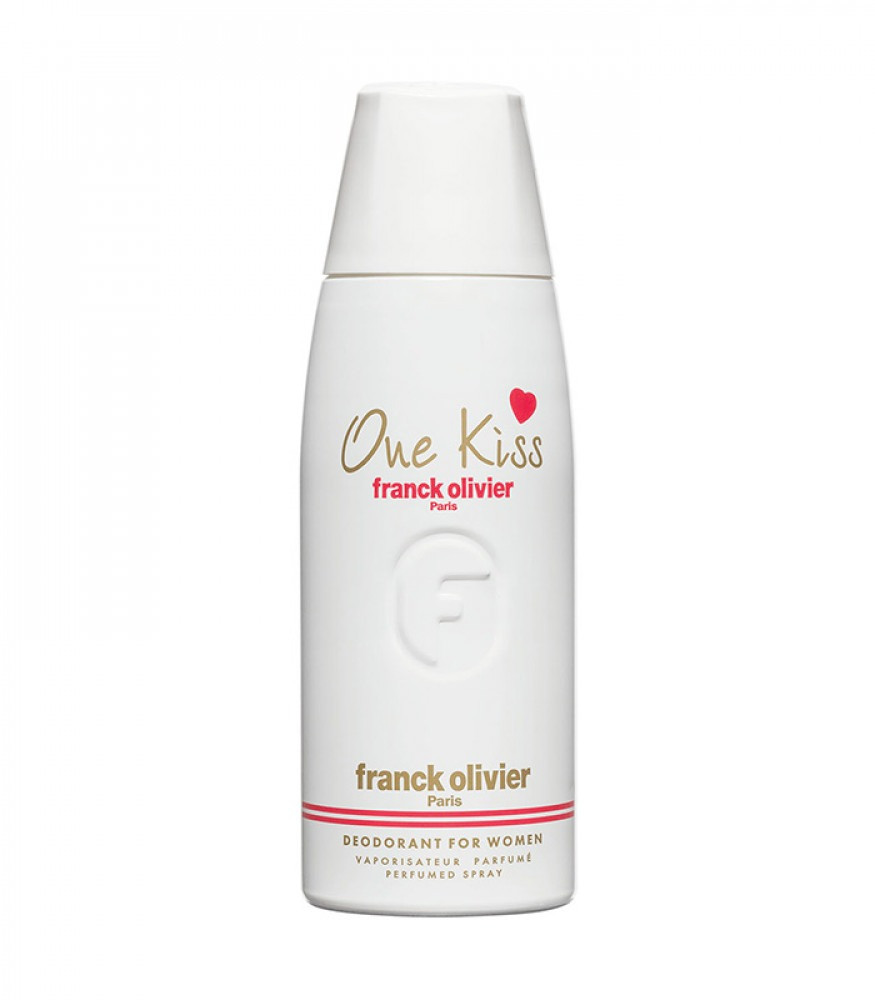 One Kiss
franck olivier
Paris
F
franck olivier
Paris
DEODORANT FOR WOMEN
VAPORISATEUR PARFUMÉ
PERFUMED SPRAY